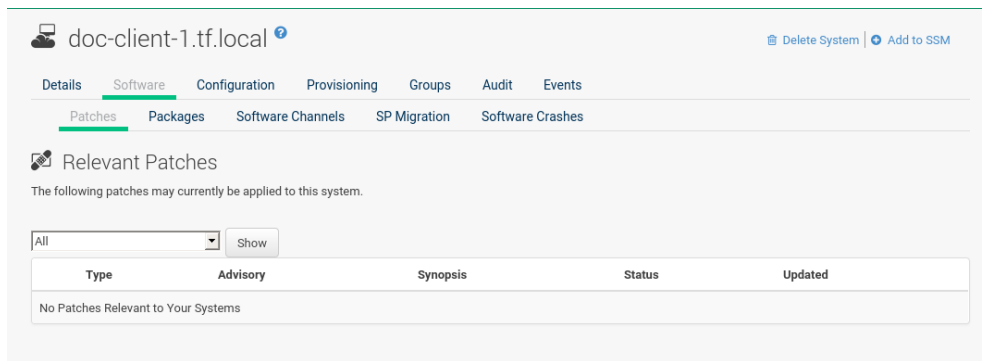 doc-client-1.tf.local ?
Delete System | Add to SSM
Details Software Configuration Provisioning Groups Audit Events
Patches Packages Software Channels SP Migration Software Crashes
Relevant Patches
The following patches may currently be applied to this system.
All Show
Type Advisory Synopsis Status Updated
No Patches Relevant to Your Systems